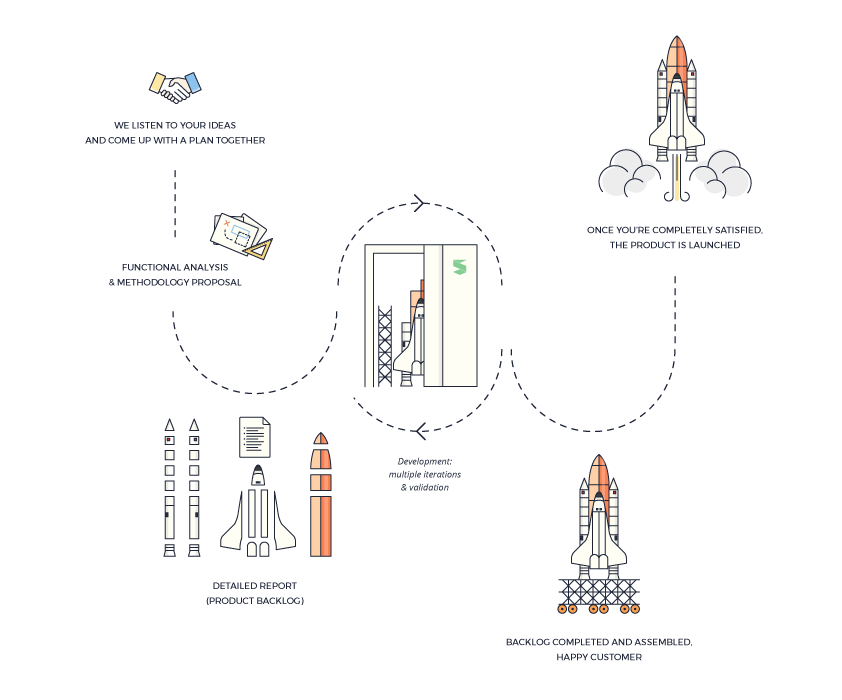 WE LISTEN TO YOUR IDEAS
AND COME UP WITH A PLAN TOGETHER
FUNCTIONAL ANALYSIS
& METHODOLOGY PROPOSAL
DETAILED REPORT
(PRODUCT BACKLOG)
Development:
multiple iterations
& validation
BACKLOG COMPLETED AND ASSEMBLED,
HAPPY CUSTOMER
ONCE YOU'RE COMPLETELY SATISFIED,
THE PRODUCT IS LAUNCHED